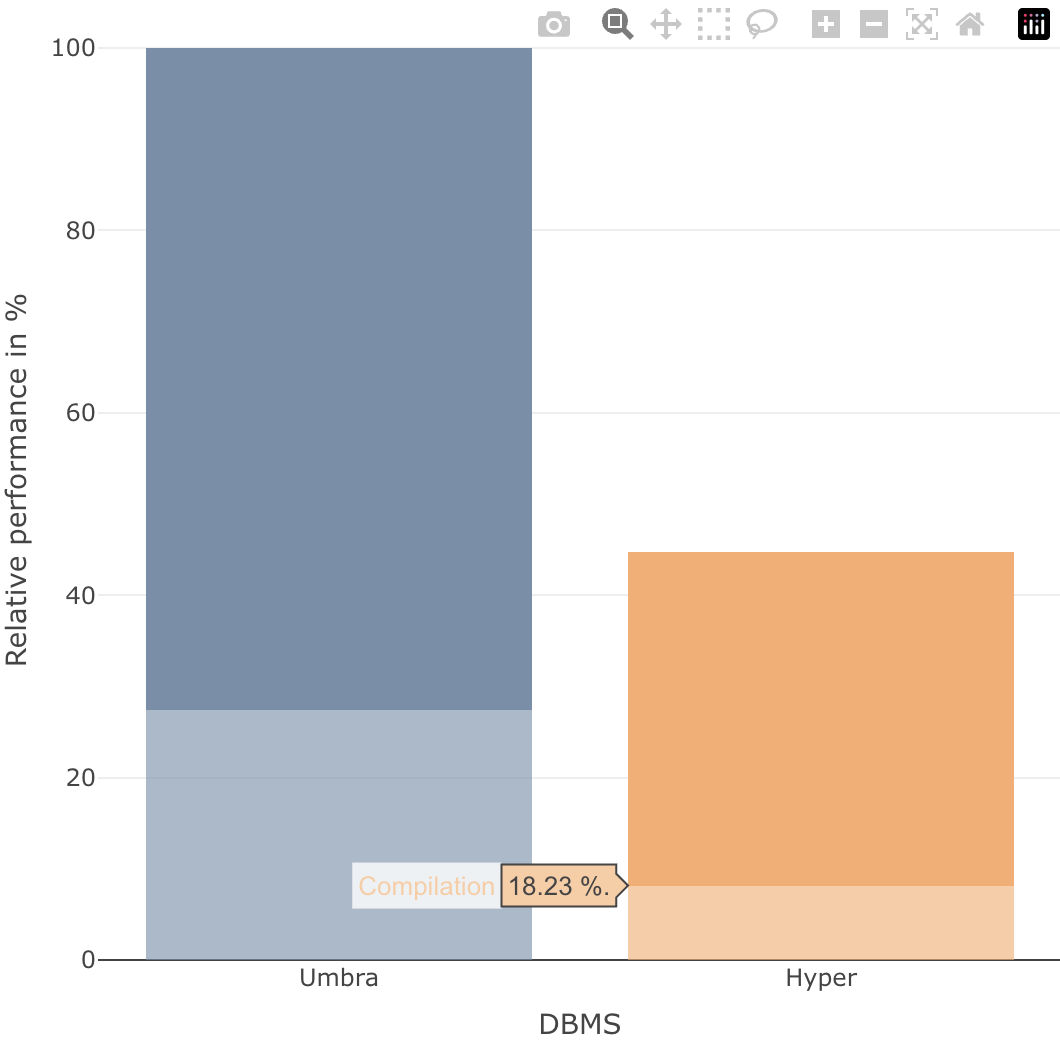 100
80
60
40
20
0
Relative performance in %
Compilation 18.23 %.
Umbra Hyper
DBMS